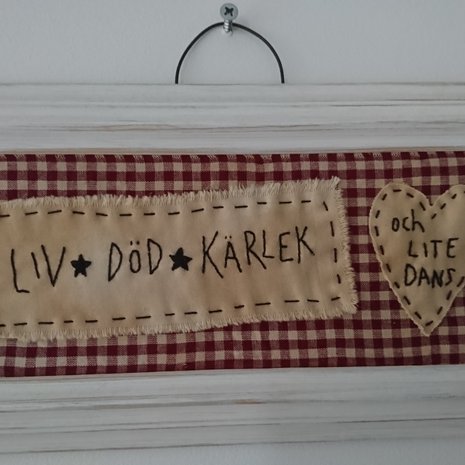 LIV ★ DÖD ★ KÄRLEK
och
LITE
DANS